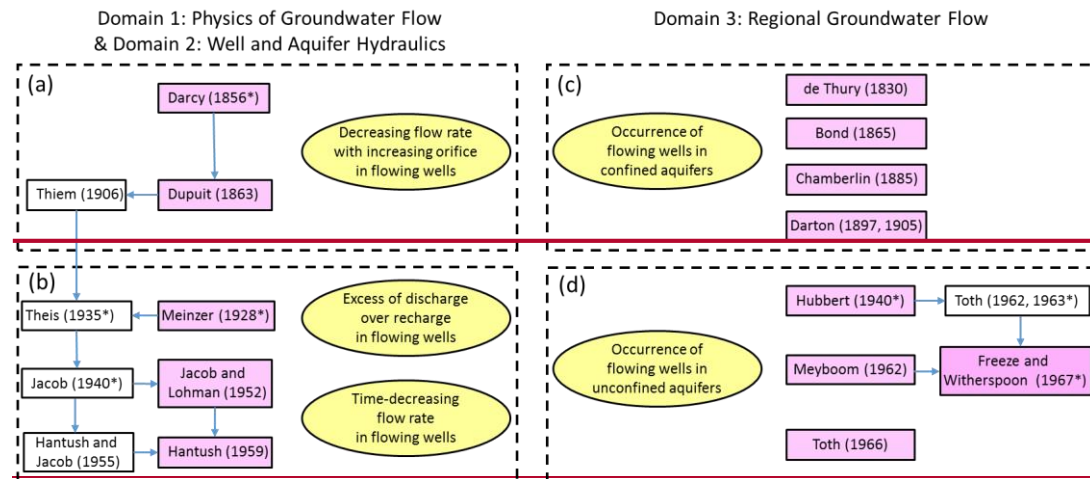 Domain 1: Physics of Groundwater Flow
& Domain 2: Well and Aquifer Hydraulics
Domain 3: Regional Groundwater Flow
(a)
Darcy (1856*)
Thiem (1906)
Dupuit (1863)
Decreasing flow rate
with increasing orifice
in flowing wells
(c)
Occurrence of
flowing wells in
confined aquifers
de Thury (1830)
Bond (1865)
Chamberlin (1885)
Darton (1897, 1905)
(b)
Theis (1935*)
Meinzer (1928*)
Jacob (1940*)
Jacob and
Lohman (1952)
Hantush and
Jacob (1955)
Hantush (1959)
Excess of discharge
over recharge
in flowing wells
Time-decreasing
flow rate
in flowing wells
(d)
Occurrence of
flowing wells in
unconfined aquifers
Hubbert (1940*)
Toth (1962, 1963*)
Meyboom (1962)
Freeze and
Witherspoon (1967*)
Toth (1966)